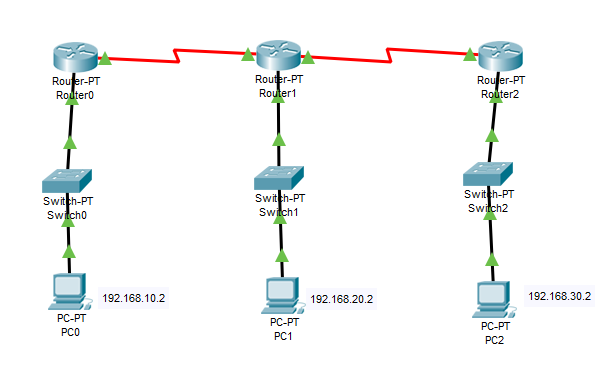 Router-PT
Router0
Router-PT
Router1
Router-PT
Router2
Switch-PT
Switch0
Switch-PT
Switch1
Switch-PT
Switch2
192.168.10.2
PC-PT
PC0
192.168.20.2
PC-PT
PC1
192.168.30.2
PC-PT
PC2